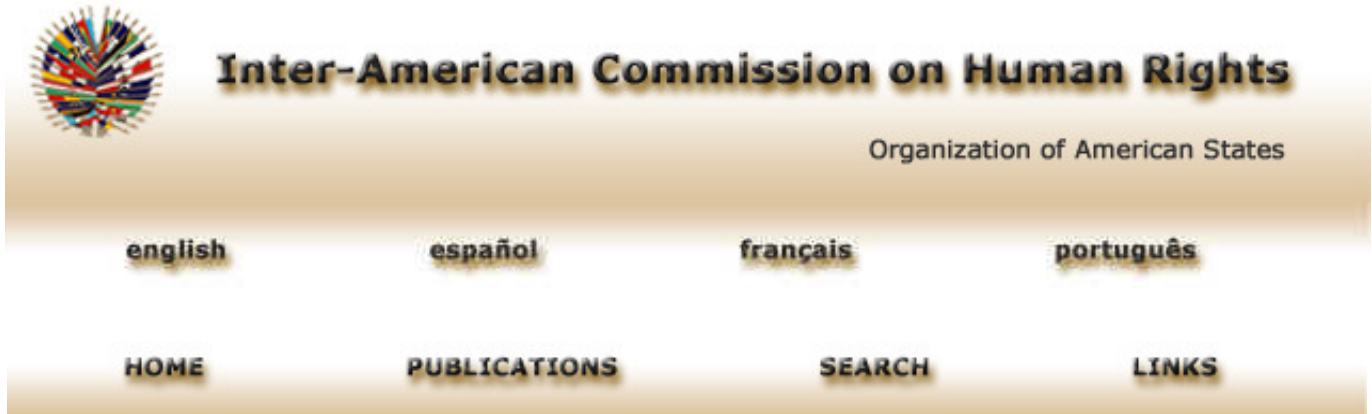 Inter-American Commission on Human Rights
Organization of American States
english español français português
HOME PUBLICATIONS SEARCH LINKS